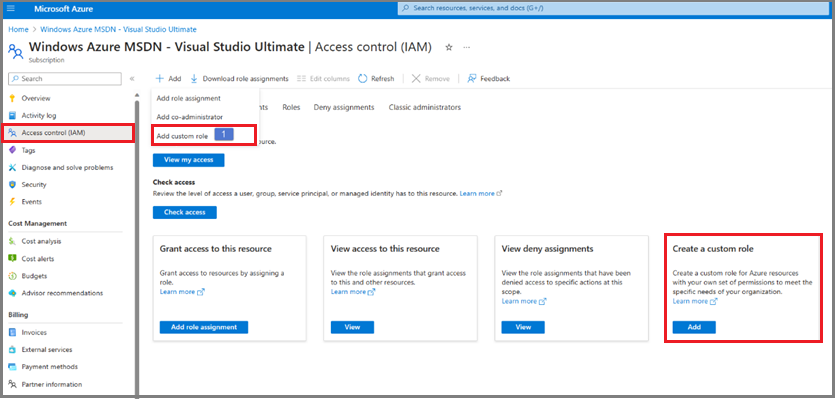 Microsoft Azure
Search resources, services, and docs (G+/)
Home > Windows Azure MSDN - Visual Studio Ultimate
Windows Azure MSDN - Visual Studio Ultimate | Access control (IAM)
Subscription
Search
Add Download role assignments Edit columns Refresh Remove Feedback
Overview
Activity log
Access control (IAM)
Tags
Diagnose and solve problems
Security
Events
Cost Management
Cost analysis
Cost alerts
Budgets
Advisor recommendations
Billing
Invoices
External services
Payment methods
Partner information
Add role assignment
Add co-administrator
Add custom role 1
nts Roles Deny assignments Classic administrators
ource.
View my access
Check access
Review the level of access a user, group, service principal, or managed identity has to this resource. Learn more
Check access
Grant access to this resource
Grant access to resources by assigning a
role.
Learn more
Add role assignment
View access to this resource
View the role assignments that grant access
to this and other resources.
Learn more
View
View deny assignments
View the role assignments that have been
denied access to specific actions at this
scope.
Learn more
View
Create a custom role
Create a custom role for Azure resources
with your own set of permissions to meet the
specific needs of your organization.
Learn more
Add